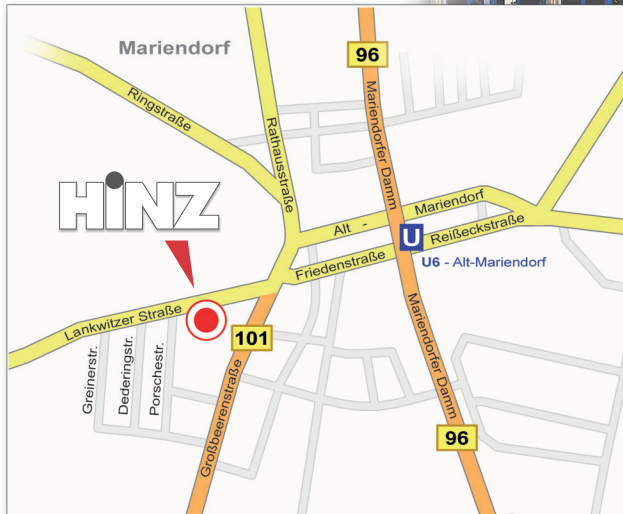 Mariendorf
96
Ringstraße
Rathausstraße
Mariendorfer Damm
HiNZ
Alt - Mariendorf
U
Reißeckstraße
Friedenstraße
U6 - Alt-Mariendorf
Lankwitzer Straße
101
Greinerstr.
Dederingstr.
Porschestr.
Großbeerenstraße
Mariendorfer Damm
96